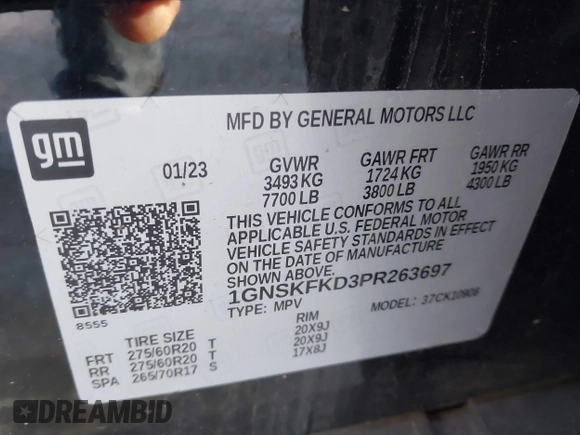 gm
MFD BY GENERAL MOTORS LLC
01/23 GVWR GAWR FRT GAWR RR
3493 KG 1724 KG 1950 KG
7700 LB 3800 LB 4300 LB
THIS VEHICLE CONFORMS TO ALL
APPLICABLE U.S. FEDERAL MOTOR
VEHICLE SAFETY STANDARDS IN EFFECT
ON THE DATE OF MANUFACTURE
SHOWN ABOVE.
1GNSKFKD3PR263697
TYPE: MPV MODEL: 37CK10906
8555
TIRE SIZE RIM
FRT 275/60R20 T 20X9J
RR 275/60R20 T 20X9J
SPA 265/70R17 S 17X8J
DREAMBID